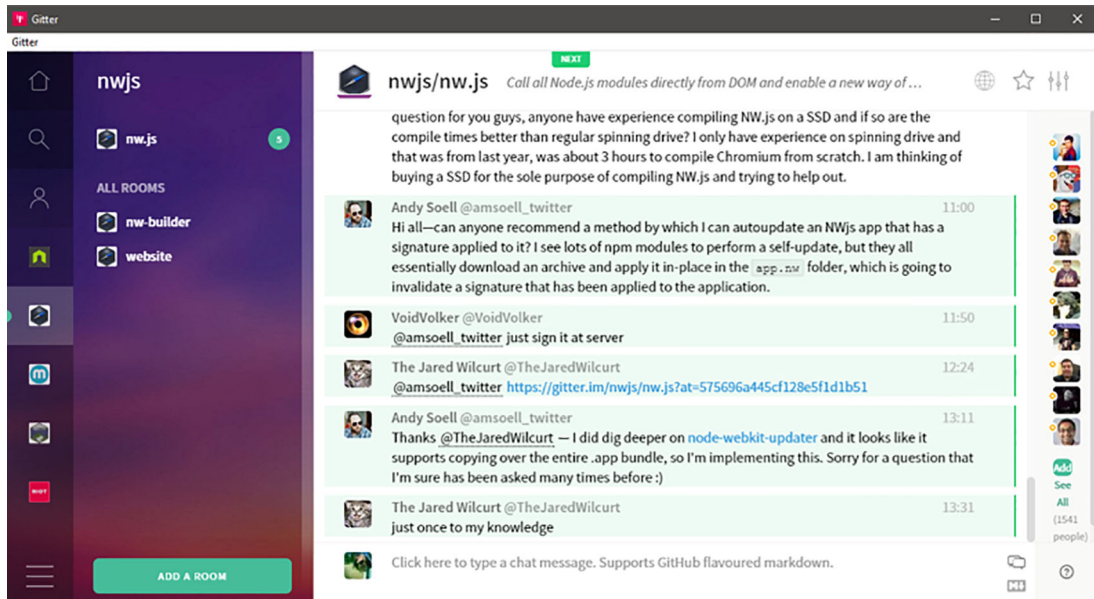 Gitter
Gitter
nwjs
nw.js
5
ALL ROOMS
nw-builder
website
RIOT
ADD A ROOM
NEXT
nwjs/nw.js Call all Node.js modules directly from DOM and enable a new way of ...
question for you guys, anyone have experience compiling NW.js on a SSD and if so are the
compile times better than regular spinning drive? I only have experience on spinning drive and
that was from last year, was about 3 hours to compile Chromium from scratch. I am thinking of
buying a SSD for the sole purpose of compiling NW.js and trying to help out.
Andy Soell @amsoell_twitter 11:00
Hi all—can anyone recommend a method by which I can autoupdate an NWjs app that has a
signature applied to it? I see lots of npm modules to perform a self-update, but they all
essentially download an archive and apply it in-place in the app.nw folder, which is going to
invalidate a signature that has been applied to the application.
VoidVolker @VoidVolker 11:50
@amsoell_twitter just sign it at server
The Jared Wilcurt @TheJaredWilcurt 12:24
@amsoell_twitter https://gitter.im/nwjs/nw.js?at=575696a445cf128e5f1d1b51
Andy Soell @amsoell_twitter 13:11
Thanks @TheJaredWilcurt — I did dig deeper on node-webkit-updater and it looks like it
supports copying over the entire .app bundle, so I'm implementing this. Sorry for a question that
I'm sure has been asked many times before :)
The Jared Wilcurt @TheJaredWilcurt 13:31
just once to my knowledge
Click here to type a chat message. Supports GitHub flavoured markdown.
Add
See
All
(1541
people)